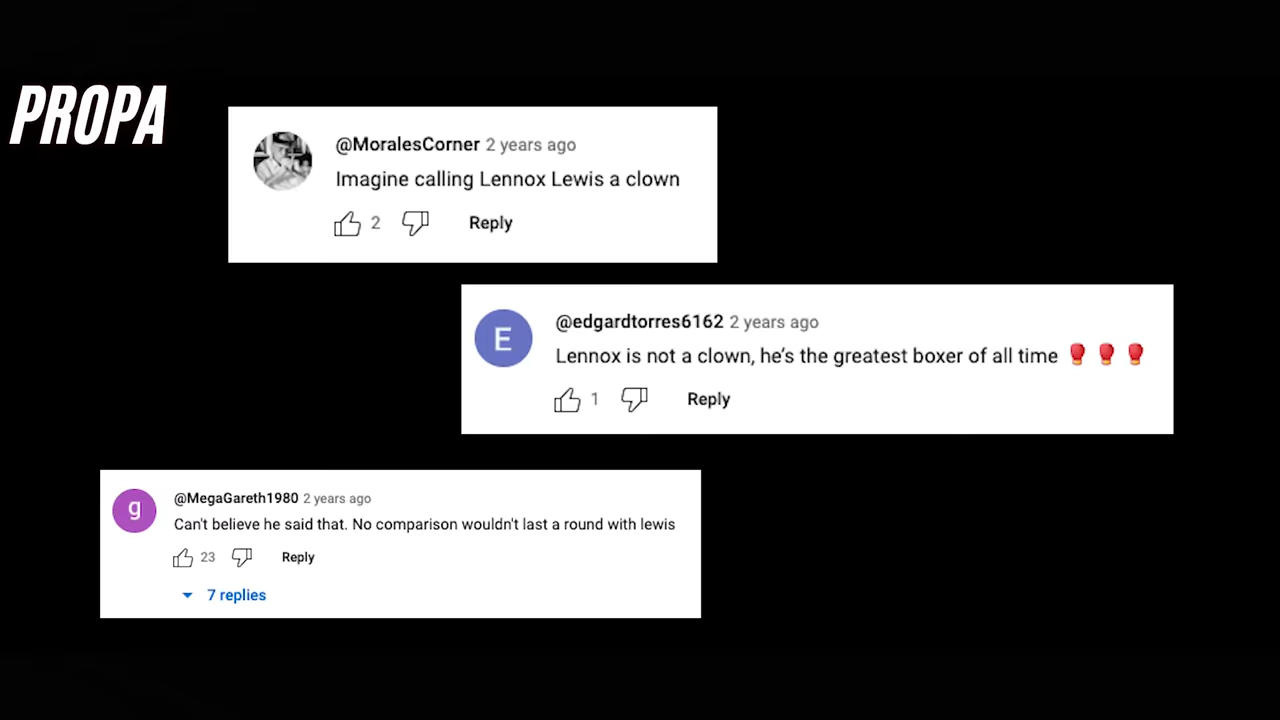 PROPA
@MoralesCorner 2 years ago
Imagine calling Lennox Lewis a clown
2 Reply
E
@edgardtorres6162 2 years ago
Lennox is not a clown, he's the greatest boxer of all time 🥊 🥊 🥊
1 Reply
g
@MegaGareth1980 2 years ago
Can't believe he said that. No comparison wouldn't last a round with lewis
23 Reply
7 replies